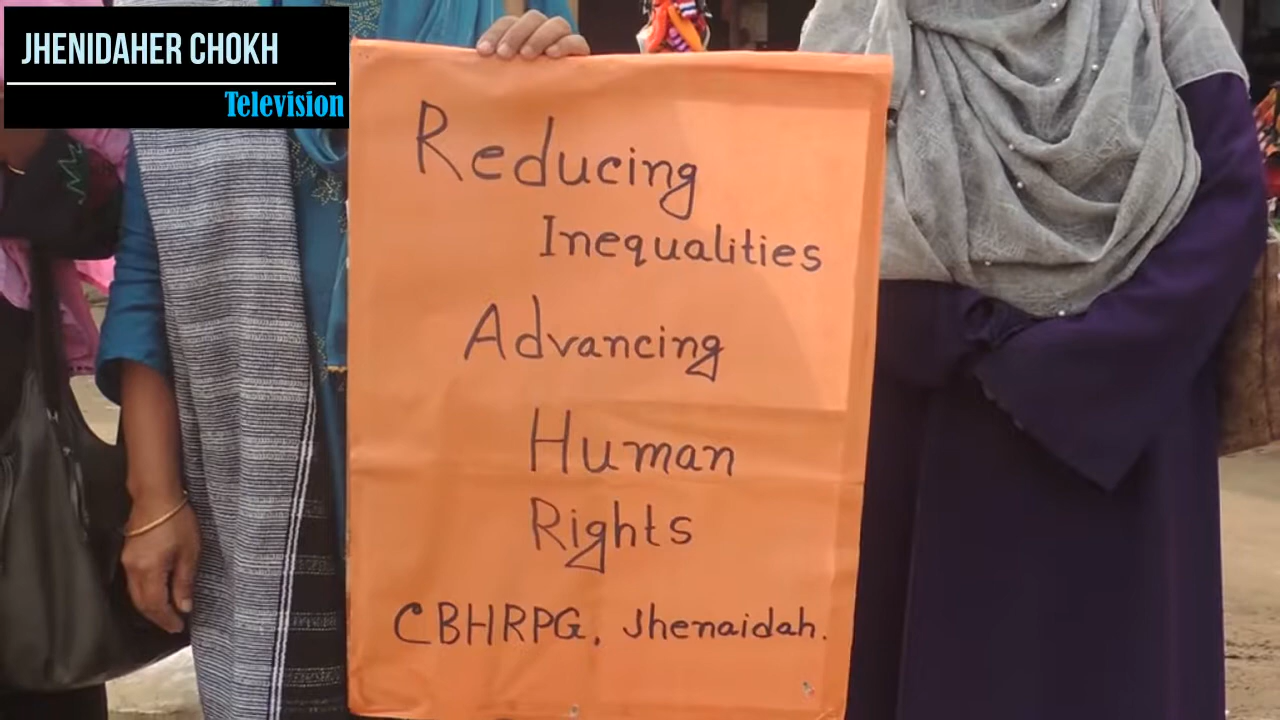 JHENIDAHER CHOKH
Television
Reducing
Inequalities
Advancing
Human
Rights
CBHRPG, Jhenaidah.